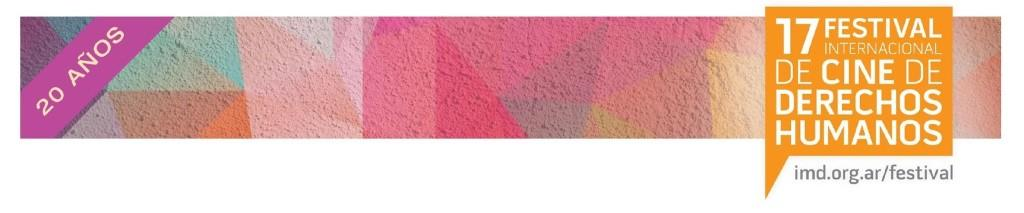 20 AÑOS
17 FESTIVAL
INTERNACIONAL
DE CINE DE
DERECHOS
HUMANOS
imd.org.ar/festival